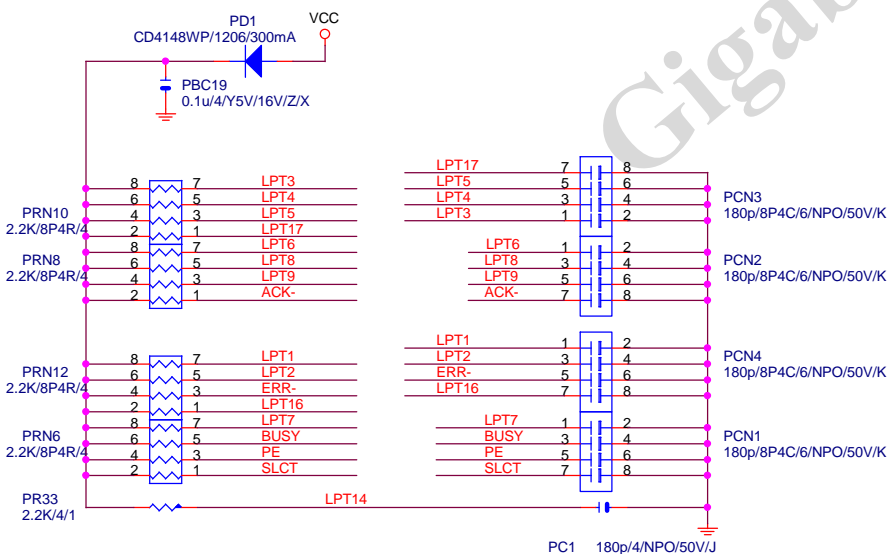 Gigab
PD1 VCC
CD4148WP/1206/300mA
PBC19
0.1u/4/Y5V/16V/Z/X
PRN10
2.2K/8P4R/4
8 7 LPT3
6 5 LPT4
4 3 LPT5
2 1 LPT17
PRN8
2.2K/8P4R/4
8 7 LPT6
6 5 LPT8
4 3 LPT9
2 1 ACK-
LPT17 7 8
LPT5 5 6
LPT4 3 4
LPT3 1 2
PCN3
180p/8P4C/6/NPO/50V/K
LPT6 1 2
LPT8 3 4
LPT9 5 6
ACK- 7 8
PCN2
180p/8P4C/6/NPO/50V/K
PRN12
2.2K/8P4R/4
8 7 LPT1
6 5 LPT2
4 3 ERR-
2 1 LPT16
PRN6
2.2K/8P4R/4
8 7 LPT7
6 5 BUSY
4 3 PE
2 1 SLCT
LPT1 1 2
LPT2 3 4
ERR- 5 6
LPT16 7 8
PCN4
180p/8P4C/6/NPO/50V/K
LPT7 1 2
BUSY 3 4
PE 5 6
SLCT 7 8
PCN1
180p/8P4C/6/NPO/50V/K
PR33
2.2K/4/1
LPT14
PC1 180p/4/NPO/50V/J